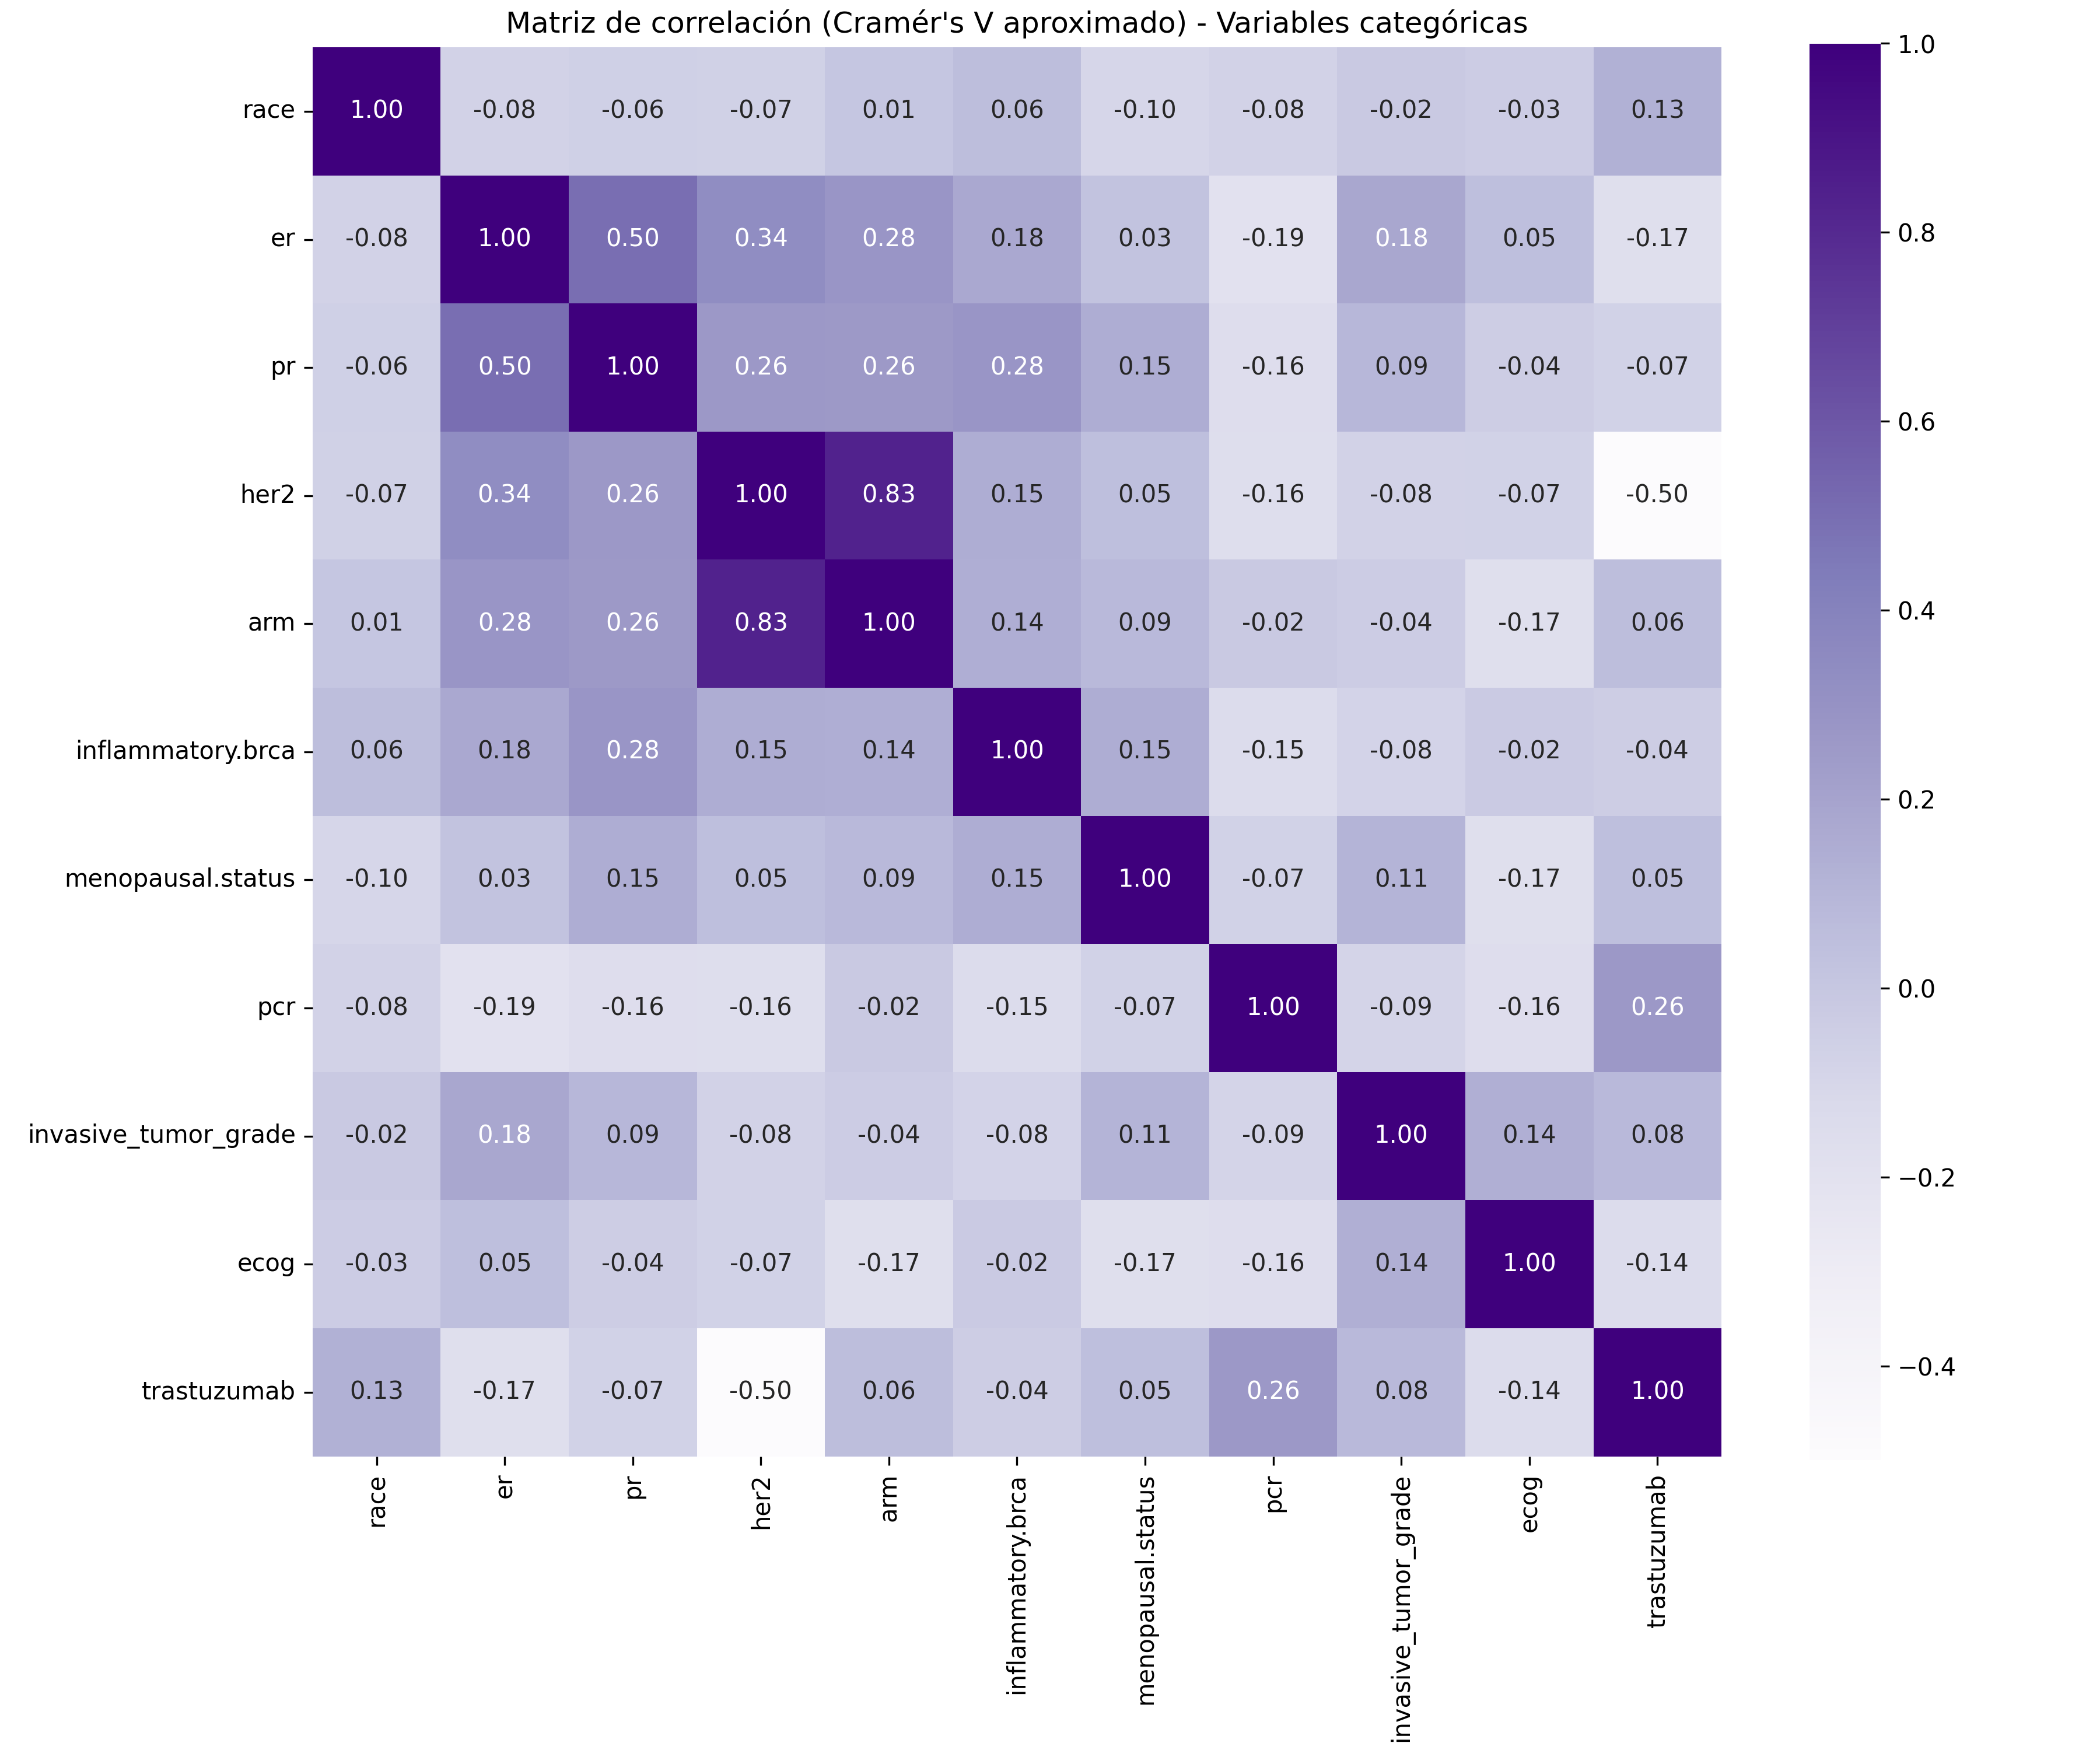 Matriz de correlación (Cramér's V aproximado) - Variables categóricas
race 1.00 -0.08 -0.06 -0.07 0.01 0.06 -0.10 -0.08 -0.02 -0.03 0.13
er -0.08 1.00 0.50 0.34 0.28 0.18 0.03 -0.19 0.18 0.05 -0.17
pr -0.06 0.50 1.00 0.26 0.26 0.28 0.15 -0.16 0.09 -0.04 -0.07
her2 -0.07 0.34 0.26 1.00 0.83 0.15 0.05 -0.16 -0.08 -0.07 -0.50
arm 0.01 0.28 0.26 0.83 1.00 0.14 0.09 -0.02 -0.04 -0.17 0.06
inflammatory.brca 0.06 0.18 0.28 0.15 0.14 1.00 0.15 -0.15 -0.08 -0.02 -0.04
menopausal.status -0.10 0.03 0.15 0.05 0.09 0.15 1.00 -0.07 0.11 -0.17 0.05
pcr -0.08 -0.19 -0.16 -0.16 -0.02 -0.15 -0.07 1.00 -0.09 -0.16 0.26
invasive_tumor_grade -0.02 0.18 0.09 -0.08 -0.04 -0.08 0.11 -0.09 1.00 0.14 0.08
ecog -0.03 0.05 -0.04 -0.07 -0.17 -0.02 -0.17 -0.16 0.14 1.00 -0.14
trastuzumab 0.13 -0.17 -0.07 -0.50 0.06 -0.04 0.05 0.26 0.08 -0.14 1.00
race
er
pr
her2
arm
inflammatory.brca
menopausal.status
pcr
invasive_tumor_grade
ecog
trastuzumab
1.0
0.8
0.6
0.4
0.2
0.0
−0.2
−0.4